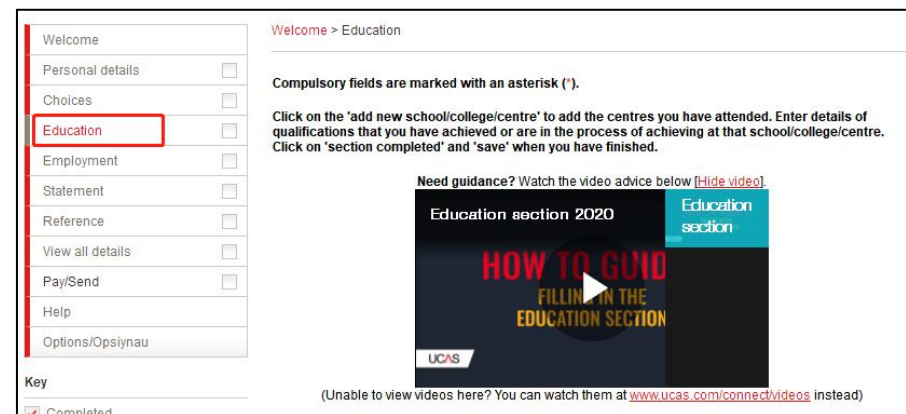 Welcome
Personal details
Choices
Education
Employment
Statement
Reference
View all details
Pay/Send
Help
Options/Opsiynau
Key
Completed
Welcome > Education
Compulsory fields are marked with an asterisk (*).
Click on the 'add new school/college/centre' to add the centres you have attended. Enter details of
qualifications that you have achieved or are in the process of achieving at that school/college/centre.
Click on 'section completed' and 'save' when you have finished.
Need guidance? Watch the video advice below [Hide video].
Education section 2020
Education
section
HOW TO GUID
FILLING IN THE
EDUCATION SECTION
UCAS
(Unable to view videos here? You can watch them at www.ucas.com/connect/videos instead)